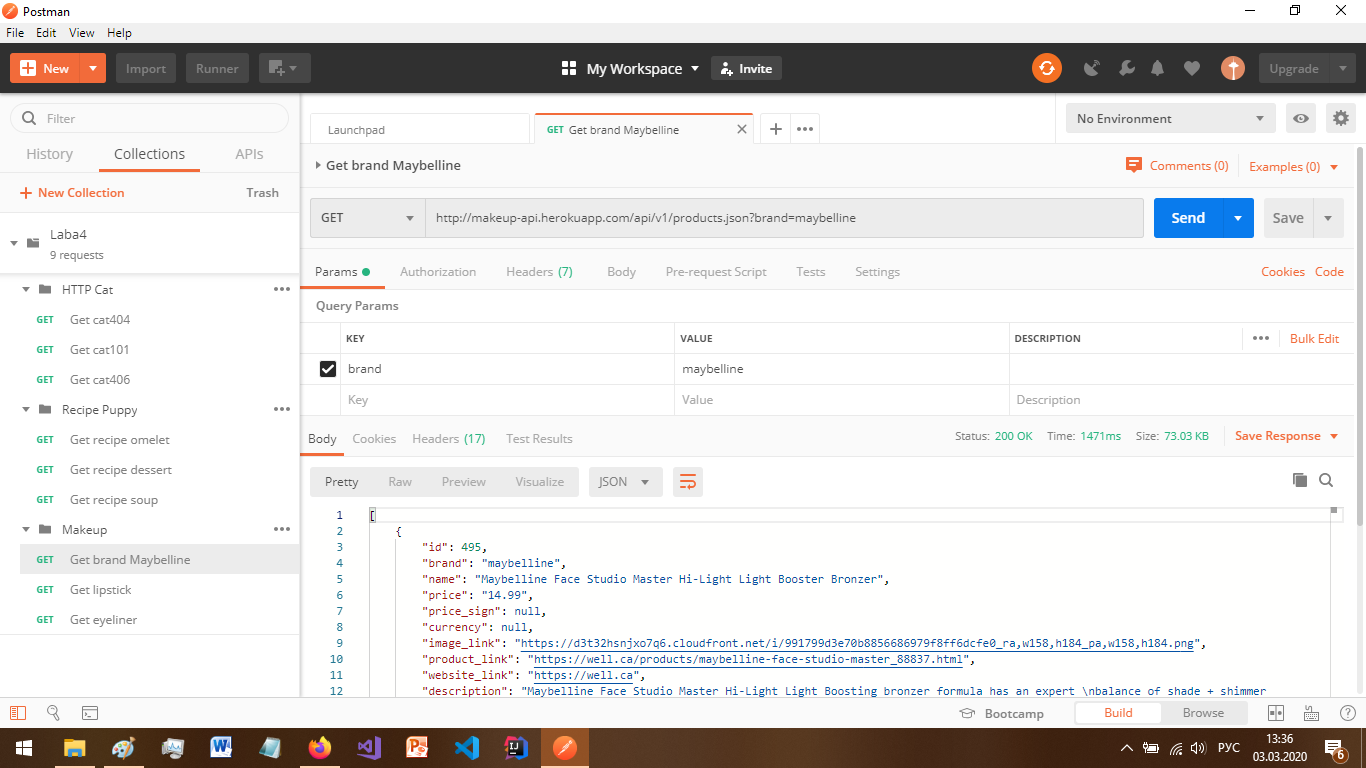 Postman
File Edit View Help
New Import Runner My Workspace Invite Upgrade
Filter
History Collections APIs
New Collection Trash
Laba4
9 requests
HTTP Cat
GET Get cat404
GET Get cat101
GET Get cat406
Recipe Puppy
GET Get recipe omelet
GET Get recipe dessert
GET Get recipe soup
Makeup
GET Get brand Maybelline
GET Get lipstick
GET Get eyeliner
Launchpad GET Get brand Maybelline No Environment
Get brand Maybelline Comments (0) Examples (0)
GET http://makeup-api.herokuapp.com/api/v1/products.json?brand=maybelline Send Save
Params Authorization Headers (7) Body Pre-request Script Tests Settings Cookies Code
Query Params
KEY VALUE DESCRIPTION Bulk Edit
brand maybelline
Key Value Description
Body Cookies Headers (17) Test Results Status: 200 OK Time: 1471ms Size: 73.03 KB Save Response
Pretty Raw Preview Visualize JSON
1 [
2 {
3 "id": 495,
4 "brand": "maybelline",
5 "name": "Maybelline Face Studio Master Hi-Light Light Booster Bronzer",
6 "price": "14.99",
7 "price_sign": null,
8 "currency": null,
9 "image_link": "https://d3t32hsnjxo7q6.cloudfront.net/i/991799d3e70b8856686979f8ff6dcfe0_ra,w158,h184_pa,w158,h184.png",
10 "product_link": "https://well.ca/products/maybelline-face-studio-master_88837.html",
11 "website_link": "https://well.ca",
12 "description": "Maybelline Face Studio Master Hi-Light Light Boosting bronzer formula has an expert \nbalance of shade + shimmer
Bootcamp Build Browse
РУС 13:36
03.03.2020 6